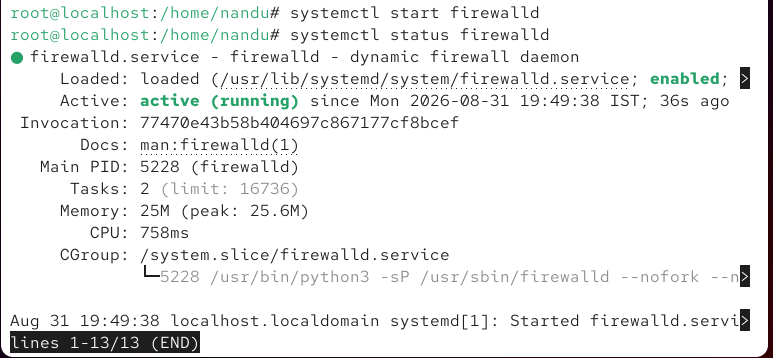 root@localhost:/home/nandu# systemctl start firewalld
root@localhost:/home/nandu# systemctl status firewalld
● firewalld.service - firewalld - dynamic firewall daemon
     Loaded: loaded (/usr/lib/systemd/system/firewalld.service; enabled; >
     Active: active (running) since Mon 2026-08-31 19:49:38 IST; 36s ago
 Invocation: 77470e43b58b404697c867177cf8bcef
       Docs: man:firewalld(1)
   Main PID: 5228 (firewalld)
      Tasks: 2 (limit: 16736)
     Memory: 25M (peak: 25.6M)
        CPU: 758ms
     CGroup: /system.slice/firewalld.service
             └─5228 /usr/bin/python3 -sP /usr/sbin/firewalld --nofork --n>

Aug 31 19:49:38 localhost.localdomain systemd[1]: Started firewalld.servi>
lines 1-13/13 (END)